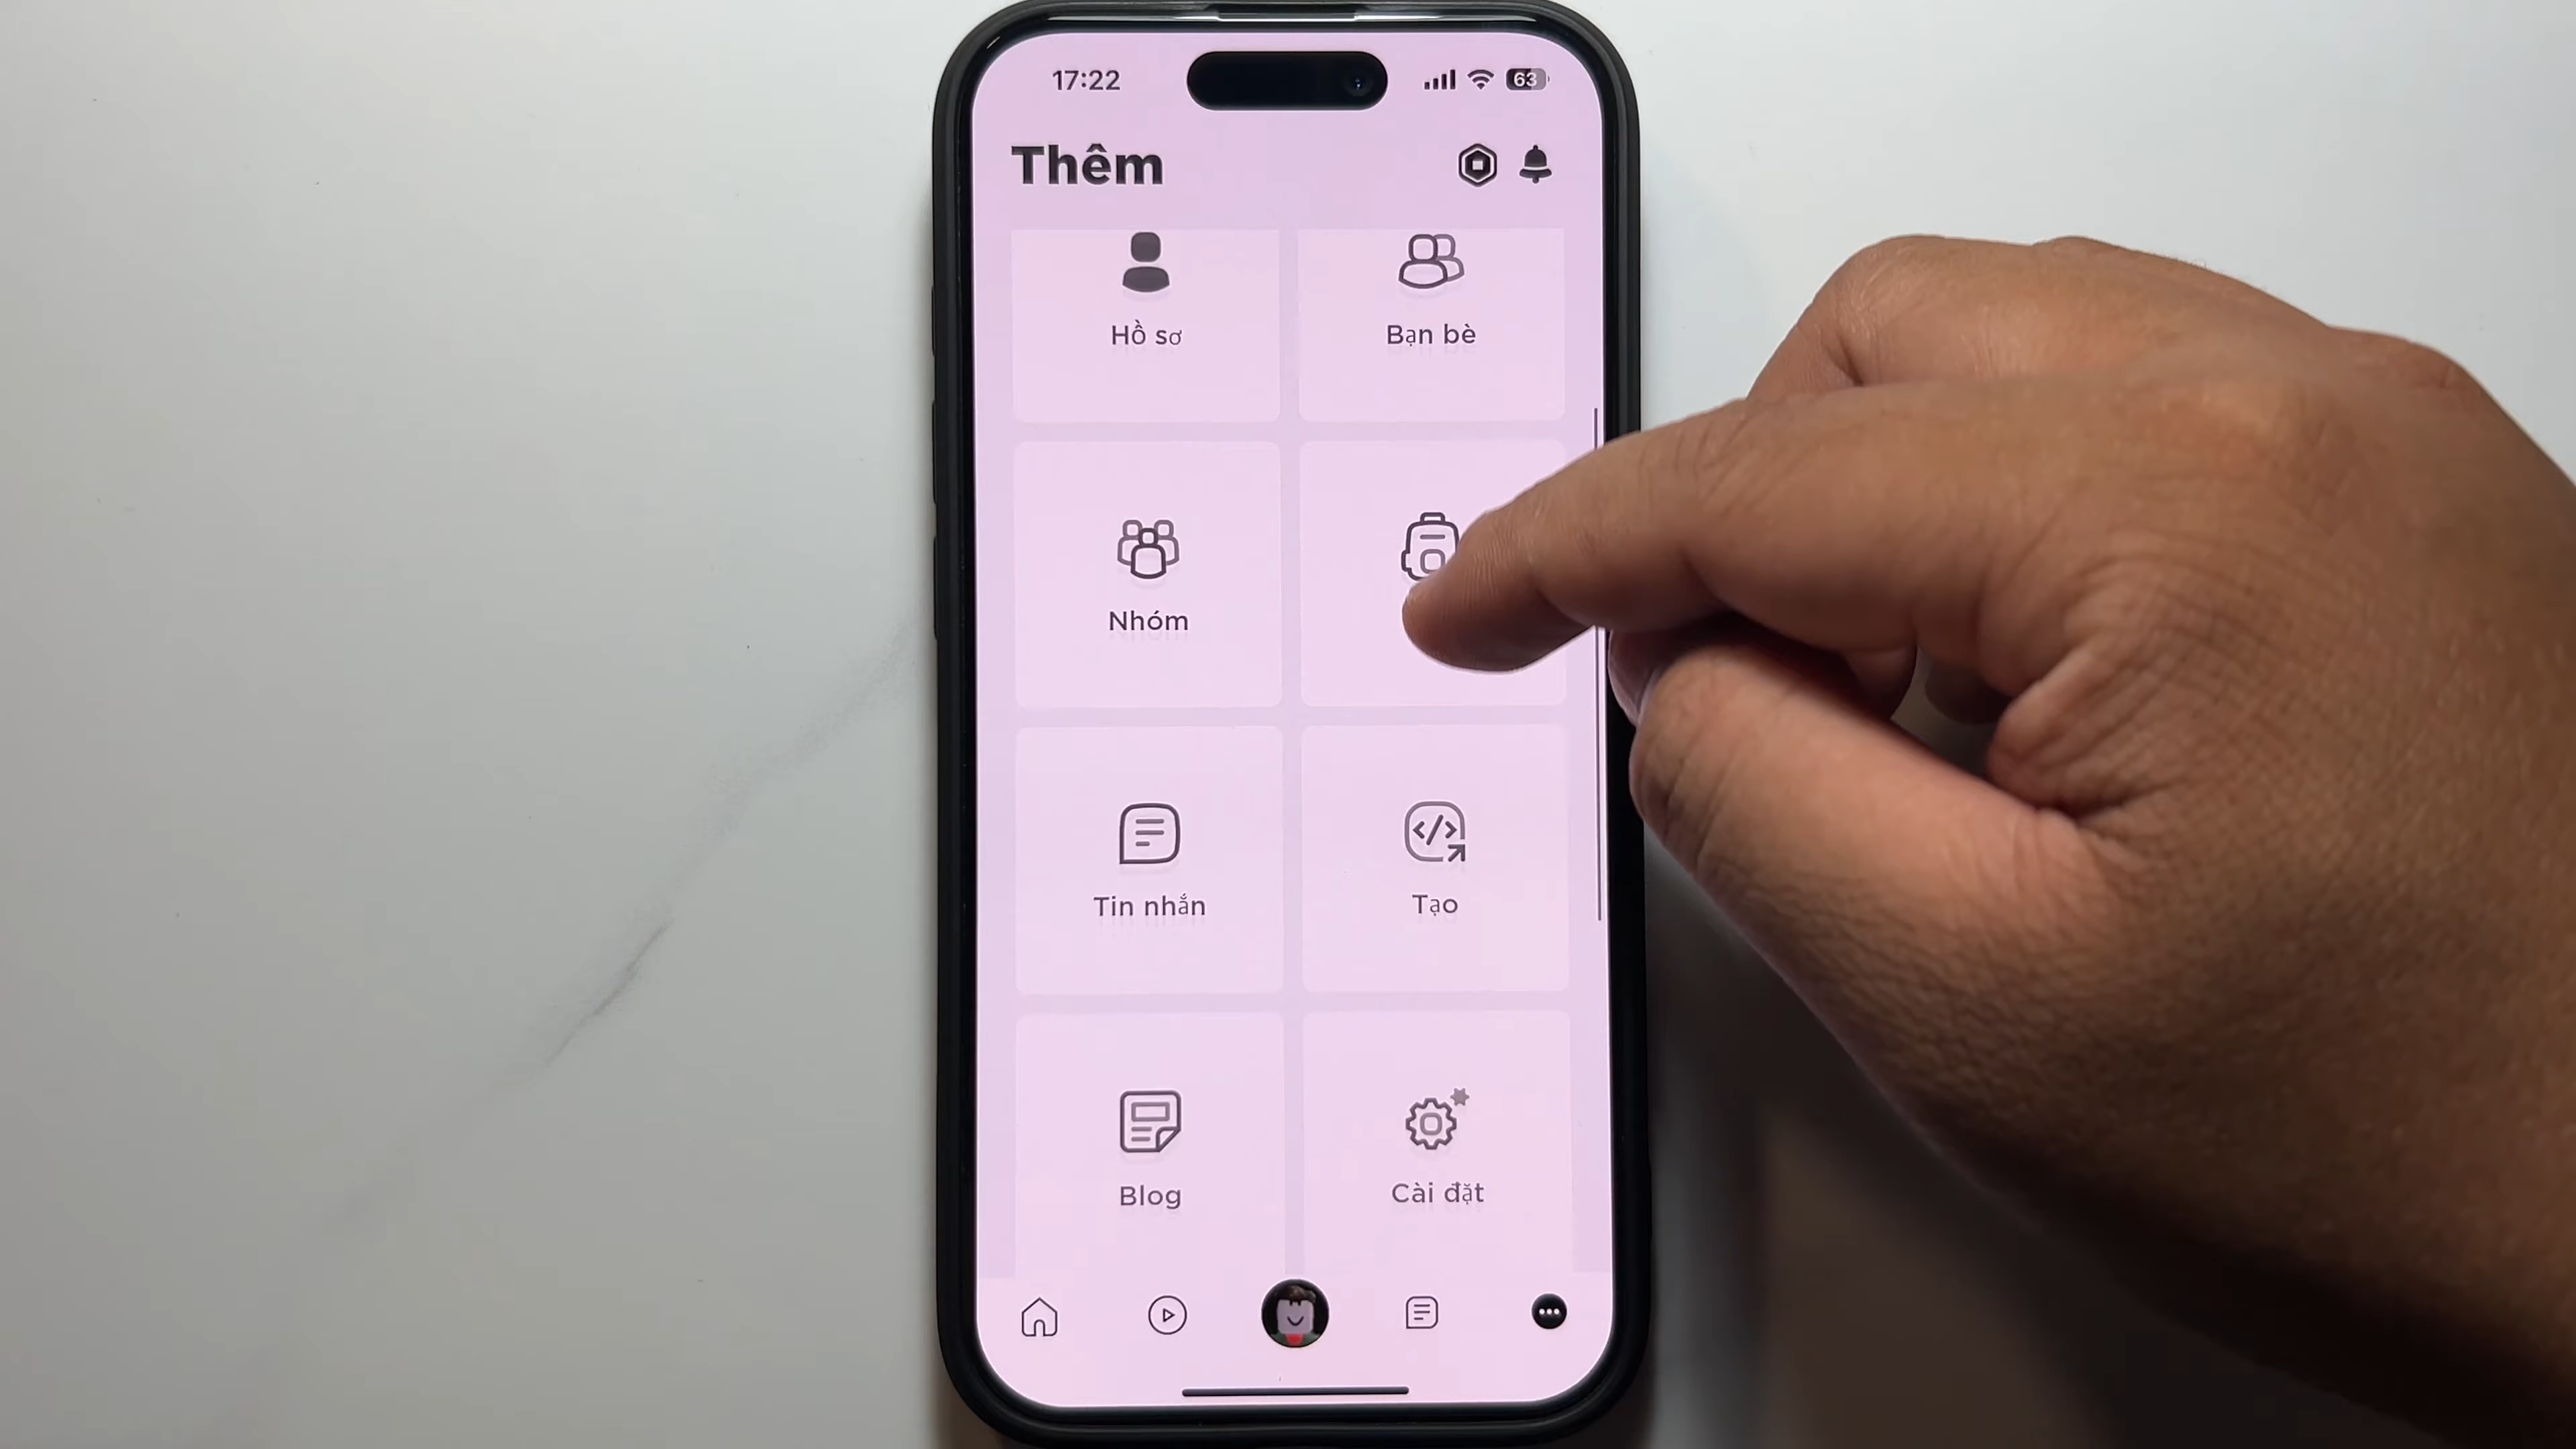 17:22
63
Thêm
Hồ sơ
Bạn bè
Nhóm
Tin nhắn
Tạo
Blog
Cài đặt